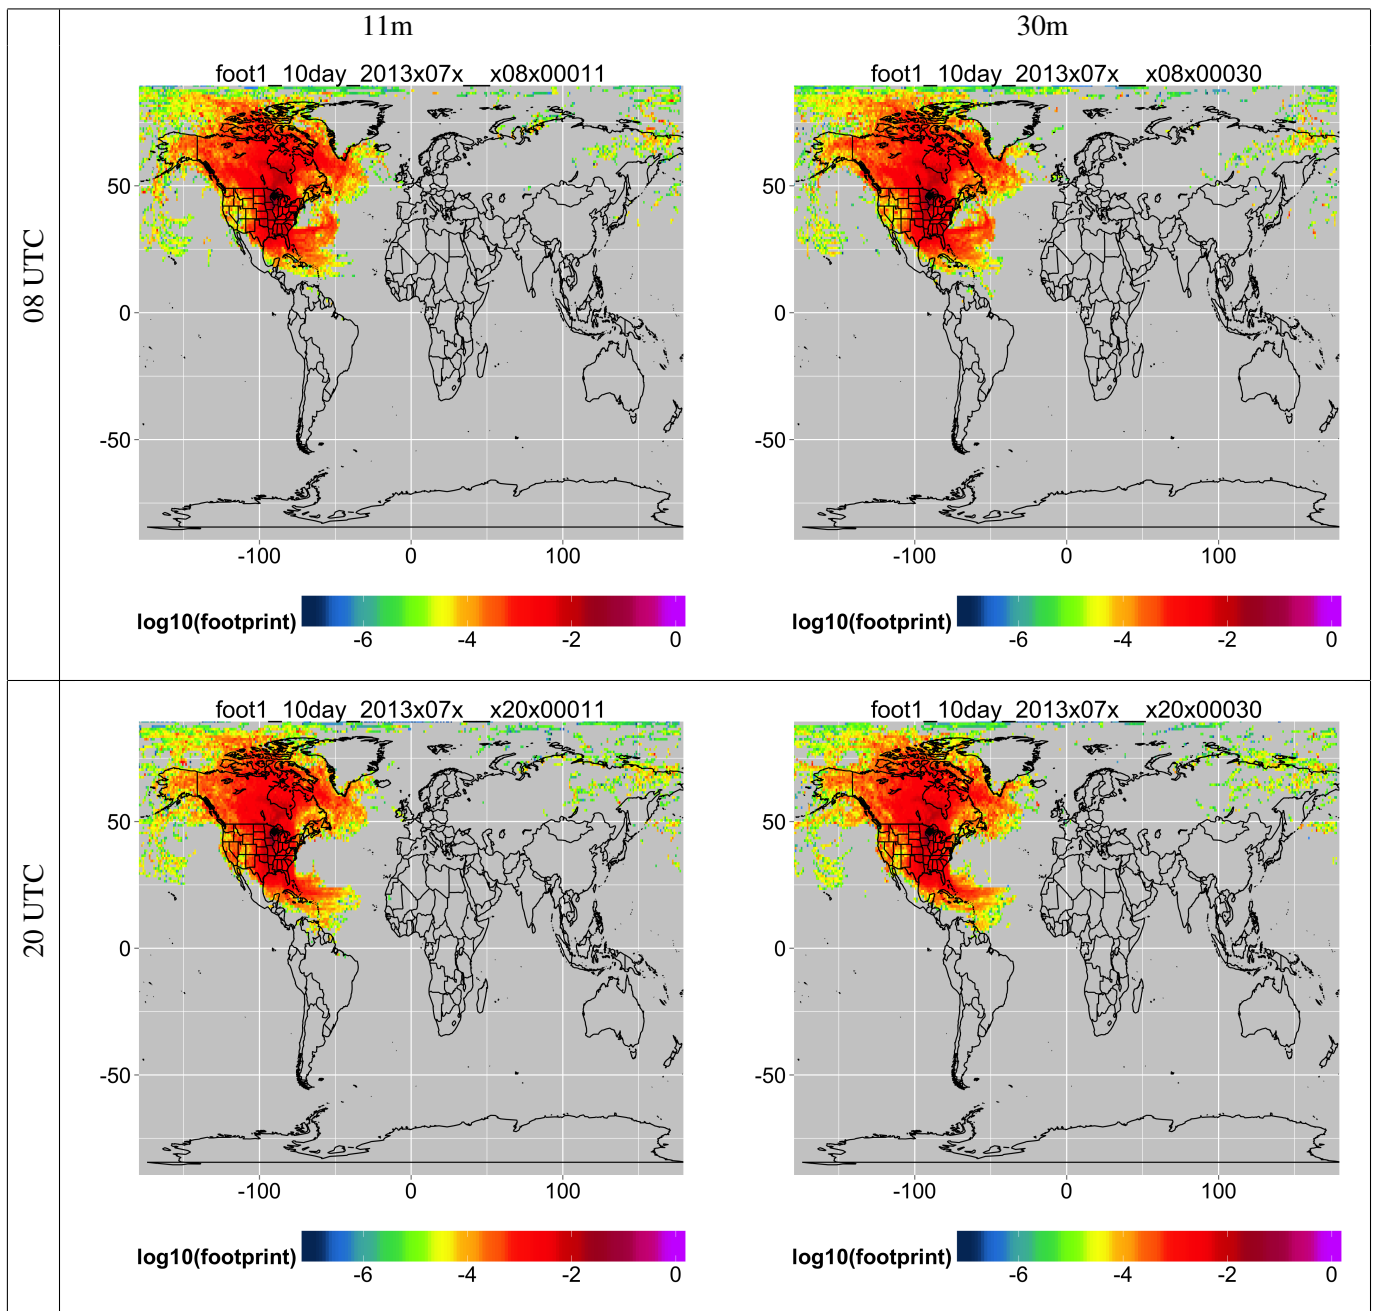 11m 30m
foot1_10day_2013x07x__x08x00011 foot1_10day_2013x07x__x08x00030
08 UTC
50 50
0 0
-50 -50
-100 0 100 -100 0 100
log10(footprint) log10(footprint)
-6 -4 -2 0 -6 -4 -2 0
foot1_10day_2013x07x__x20x00011 foot1_10day_2013x07x__x20x00030
20 UTC
50 50
0 0
-50 -50
-100 0 100 -100 0 100
log10(footprint) log10(footprint)
-6 -4 -2 0 -6 -4 -2 0